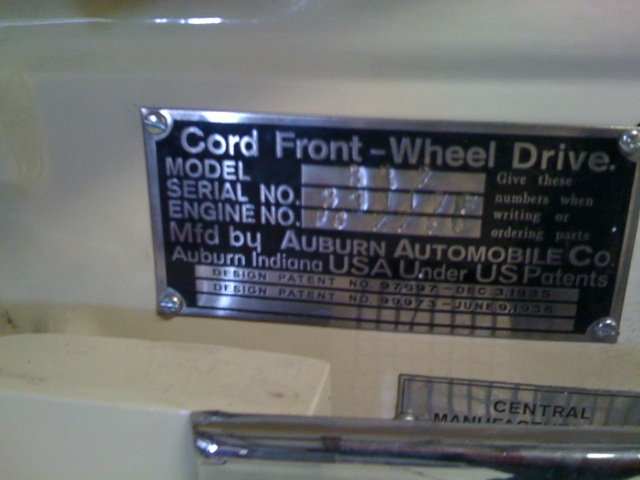 Cord Front-Wheel Drive.
MODEL
SERIAL NO.
ENGINE NO.
Give these
numbers when
writing or
ordering parts
Mfd by AUBURN AUTOMOBILE Co.
Auburn Indiana USA Under US Patents
DESIGN PATENT NO. 97,697-DEC 3, 1935
DESIGN PATENT NO. 99973-JUNE 9, 1936
CENTRAL